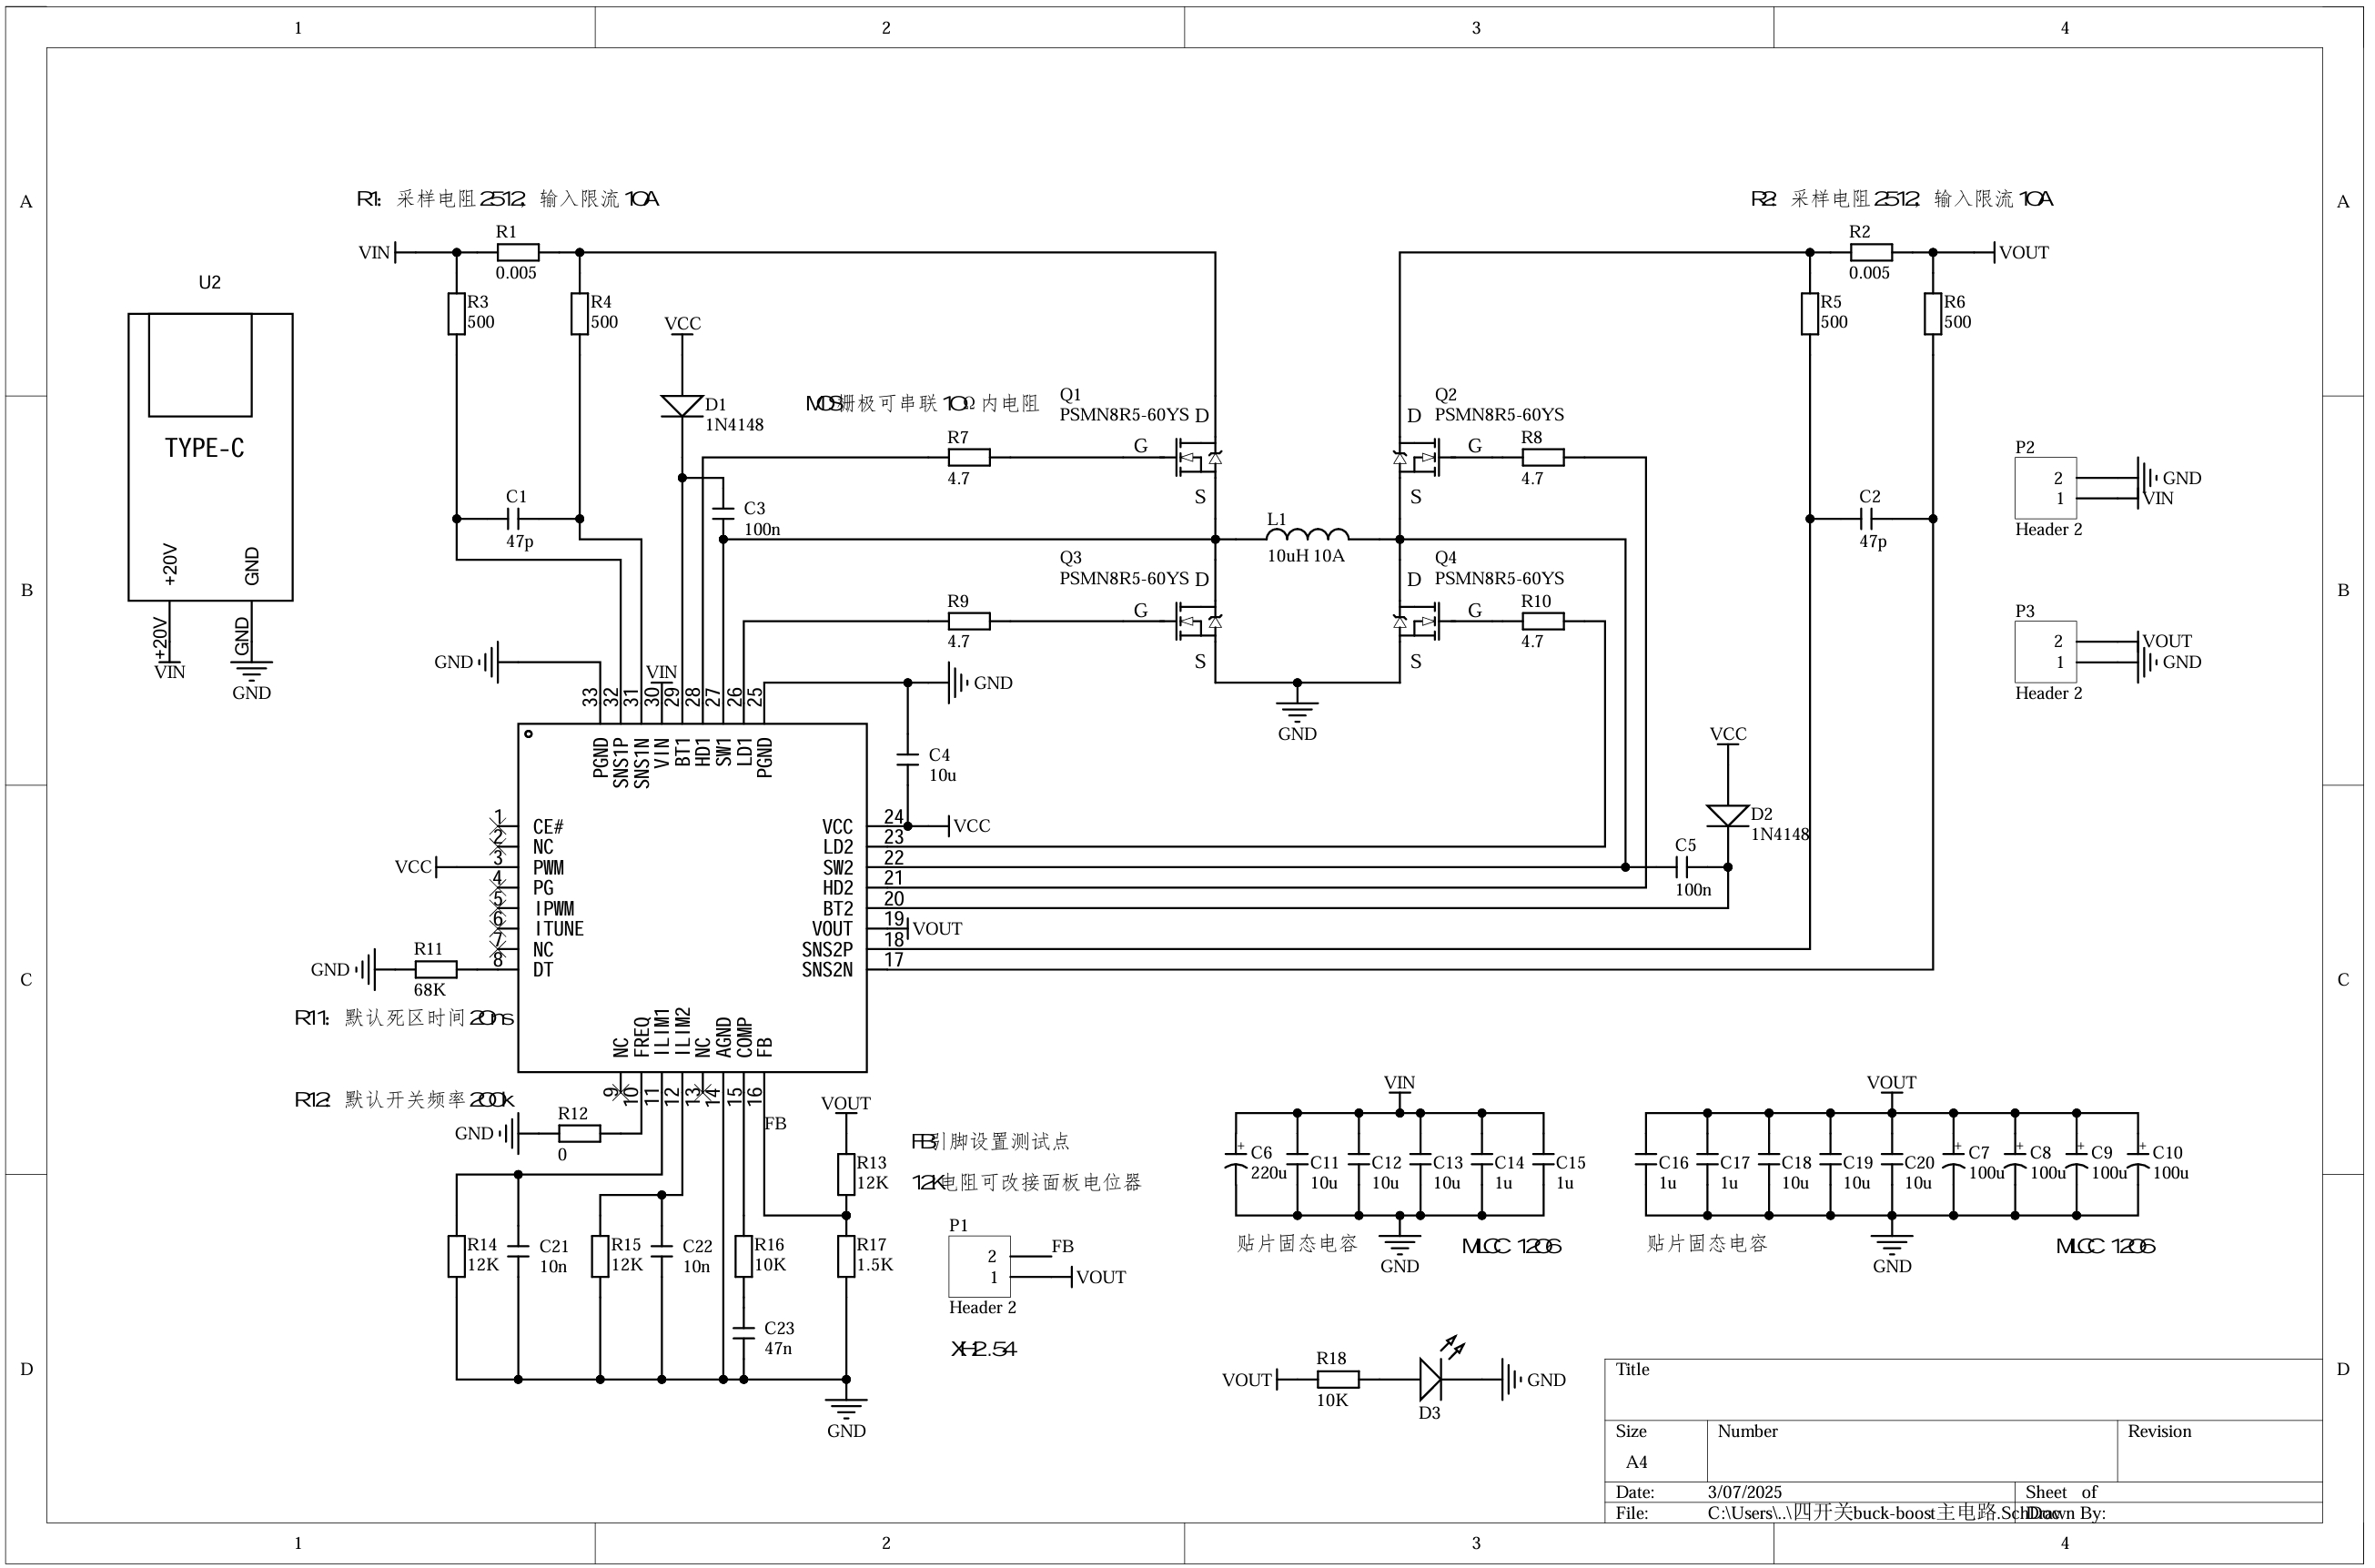 1
2
3
4
A
A
R1: 采样电阻2512, 输入限流10A
R2: 采样电阻2512, 输入限流10A
VIN
R1
0.005
R2
0.005
VOUT
U2
TYPE-C
+20V
GND
+20V
GND
VIN
GND
R3
500
R4
500
R5
500
R6
500
VCC
D1
1N4148
MOS栅极可串联10Ω内电阻
Q1
PSMN8R5-60YS
D
G
S
Q2
PSMN8R5-60YS
D
G
S
R7
4.7
R8
4.7
C1
47p
C3
100n
C2
47p
L1
10uH 10A
P2
2
1
GND
VIN
Header 2
B
B
Q3
PSMN8R5-60YS
D
G
S
Q4
PSMN8R5-60YS
D
G
S
R9
4.7
R10
4.7
P3
2
1
VOUT
GND
Header 2
GND
VIN
GND
GND
33
32
31
30
29
28
27
26
25
PGND
SNS1P
SNS1N
VIN
BT1
HD1
SW1
LD1
PGND
C4
10u
VCC
D2
1N4148
C5
100n
1
CE#
2
NC
3
PWM
4
PG
5
IPWM
6
ITUNE
7
NC
8
DT
VCC
24
VCC
23
LD2
22
SW2
21
HD2
20
BT2
19
VOUT
18
SNS2P
17
SNS2N
VCC
VOUT
C
C
GND
R11
68K
R11: 默认死区时间20ns
NC
FREQ
ILIM1
ILIM2
NC
AGND
COMP
FB
9
10
11
12
13
14
15
16
R12: 默认开关频率200k
GND
R12
0
FB
VOUT
R13
12K
FB引脚设置测试点
12K电阻可改接面板电位器
R14
12K
C21
10n
R15
12K
C22
10n
R16
10K
R17
1.5K
C23
47n
GND
P1
2
1
FB
VOUT
Header 2
XH2.54
VIN
C6
220u
C11
10u
C12
10u
C13
10u
C14
1u
C15
1u
贴片固态电容
GND
MLCC 1206
VOUT
C16
1u
C17
1u
C18
10u
C19
10u
C20
10u
C7
100u
C8
100u
C9
100u
C10
100u
贴片固态电容
GND
MLCC 1206
VOUT
R18
10K
D3
GND
D
D
Title
Size
A4
Number
Revision
Date:
3/07/2025
Sheet of
File:
C:\Users\..\四开关buck-boost主电路.SchDoc
Drawn By:
1
2
3
4